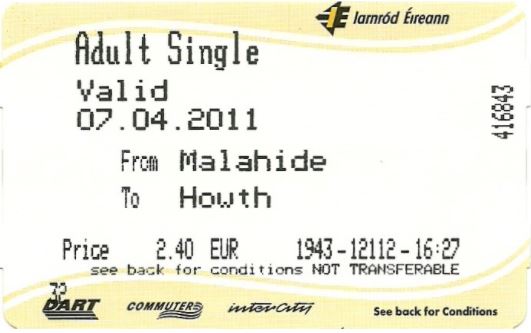 Iarnród Éireann
Adult Single
Valid
07.04.2011
416843
From Malahide
To Howth
Price 2.40 EUR 1943-12112-16:27
see back for conditions NOT TRANSFERABLE
32
DART COMMUTER InterCity See back for Conditions